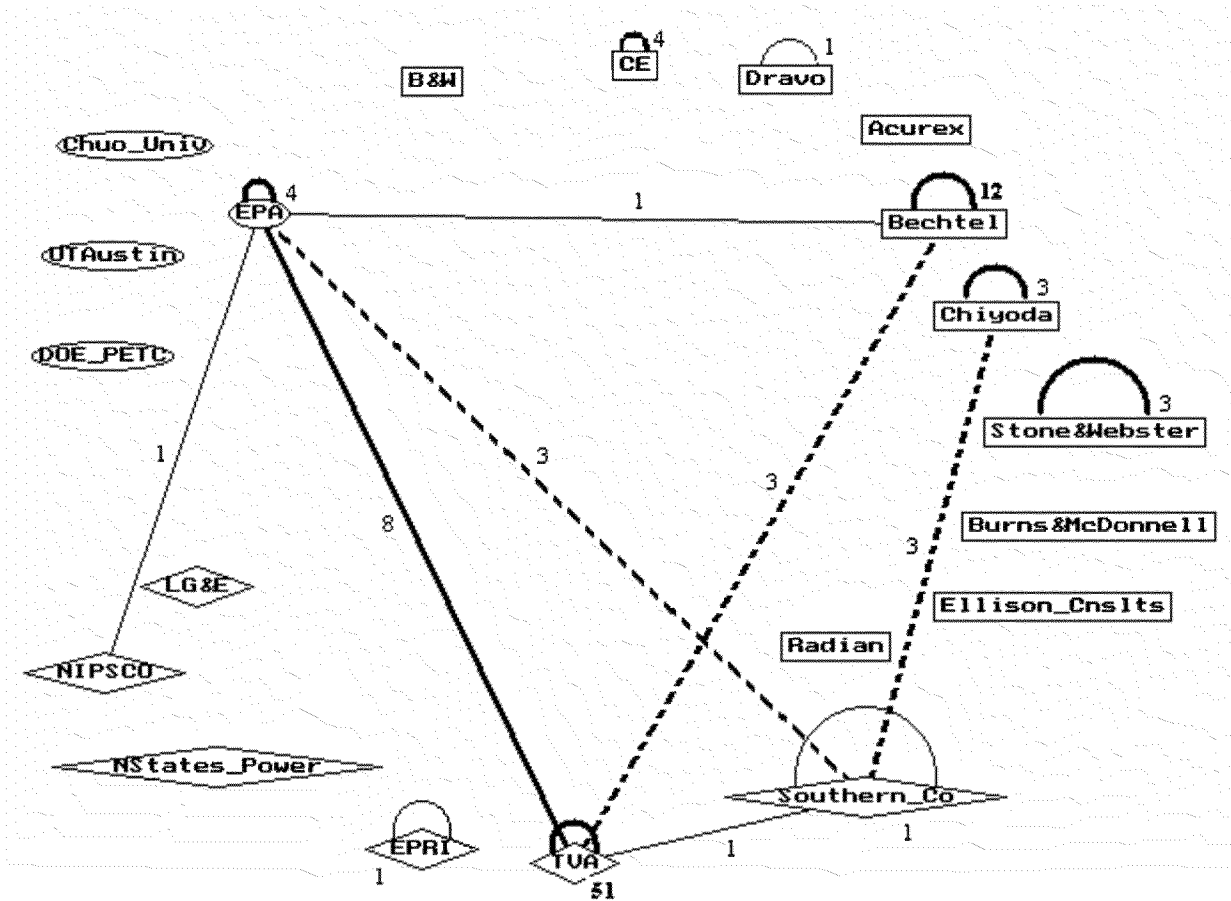 4
CE
1
Dravo
B&W
Acurex
Chuo_Univ
4
EPA
1
12
Bechtel
UTAustin
3
Chiyoda
DOE_PETC
3
Stone&Webster
1
3
3
8
3
Burns&McDonnell
LG&E
Ellison_Cnslts
Radian
NIPSCO
NStates_Power
Southern_Co
1
EPRI
1
1
TVA
51